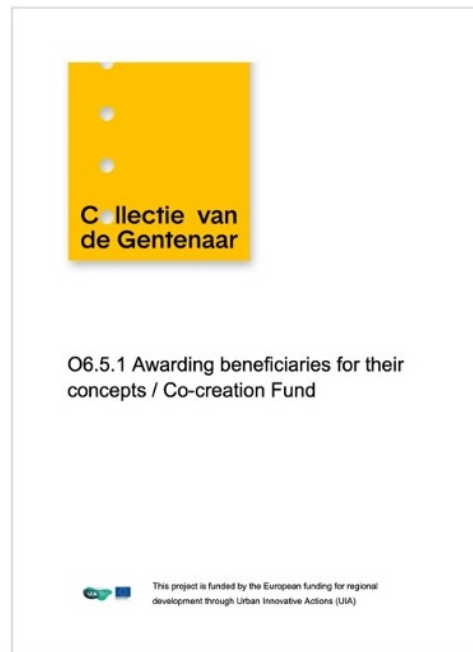 Collectie van
de Gentenaar
O6.5.1 Awarding beneficiaries for their
concepts / Co-creation Fund
UIA
This project is funded by the European funding for regional
development through Urban Innovative Actions (UIA)